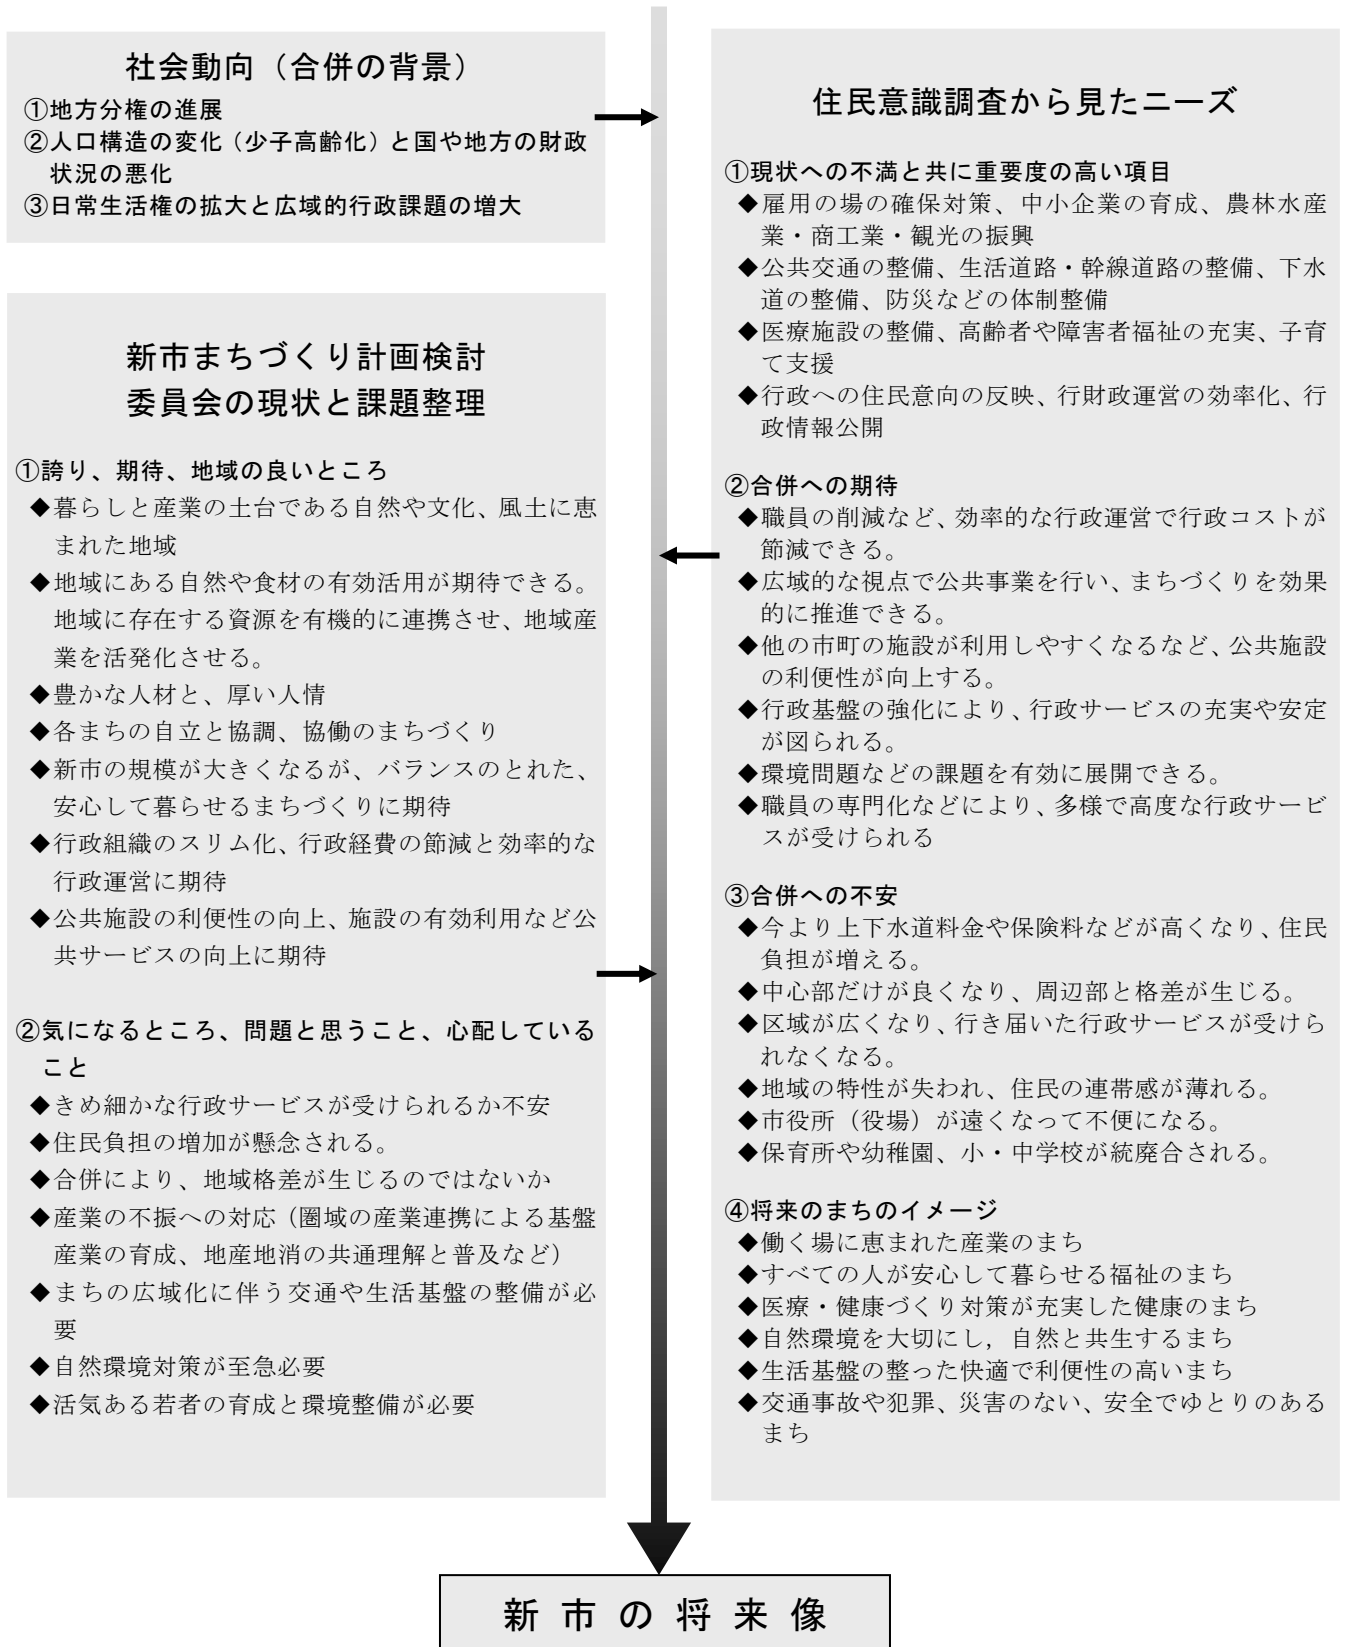 社会動向（合併の背景）
①地方分権の進展
②人口構造の変化（少子高齢化）と国や地方の財政
状況の悪化
③日常生活権の拡大と広域的行政課題の増大
新市まちづくり計画検討
委員会の現状と課題整理
①誇り、期待、地域の良いところ
◆暮らしと産業の土台である自然や文化、風土に恵
まれた地域
◆地域にある自然や食材の有効活用が期待できる。
地域に存在する資源を有機的に連携させ、地域産
業を活発化させる。
◆豊かな人材と、厚い人情
◆各まちの自立と協調、協働のまちづくり
◆新市の規模が大きくなるが、バランスのとれた、
安心して暮らせるまちづくりに期待
◆行政組織のスリム化、行政経費の節減と効率的な
行政運営に期待
◆公共施設の利便性の向上、施設の有効利用など公
共サービスの向上に期待
②気になるところ、問題と思うこと、心配している
こと
◆きめ細かな行政サービスが受けられるか不安
◆住民負担の増加が懸念される。
◆合併により、地域格差が生じるのではないか
◆産業の不振への対応（圏域の産業連携による基盤
産業の育成、地産地消の共通理解と普及など）
◆まちの広域化に伴う交通や生活基盤の整備が必
要
◆自然環境対策が至急必要
◆活気ある若者の育成と環境整備が必要
住民意識調査から見たニーズ
①現状への不満と共に重要度の高い項目
◆雇用の場の確保対策、中小企業の育成、農林水産
業・商工業・観光の振興
◆公共交通の整備、生活道路・幹線道路の整備、下水
道の整備、防災などの体制整備
◆医療施設の整備、高齢者や障害者福祉の充実、子育
て支援
◆行政への住民意向の反映、行財政運営の効率化、行
政情報公開
②合併への期待
◆職員の削減など、効率的な行政運営で行政コストが
節減できる。
◆広域的な視点で公共事業を行い、まちづくりを効果
的に推進できる。
◆他の市町の施設が利用しやすくなるなど、公共施設
の利便性が向上する。
◆行政基盤の強化により、行政サービスの充実や安定
が図られる。
◆環境問題などの課題を有効に展開できる。
◆職員の専門化などにより、多様で高度な行政サービ
スが受けられる
③合併への不安
◆今より上下水道料金や保険料などが高くなり、住民
負担が増える。
◆中心部だけが良くなり、周辺部と格差が生じる。
◆区域が広くなり、行き届いた行政サービスが受けら
れなくなる。
◆地域の特性が失われ、住民の連帯感が薄れる。
◆市役所（役場）が遠くなって不便になる。
◆保育所や幼稚園、小・中学校が統廃合される。
④将来のまちのイメージ
◆働く場に恵まれた産業のまち
◆すべての人が安心して暮らせる福祉のまち
◆医療・健康づくり対策が充実した健康のまち
◆自然環境を大切にし，自然と共生するまち
◆生活基盤の整った快適で利便性の高いまち
◆交通事故や犯罪、災害のない、安全でゆとりのある
まち
新市の将来像